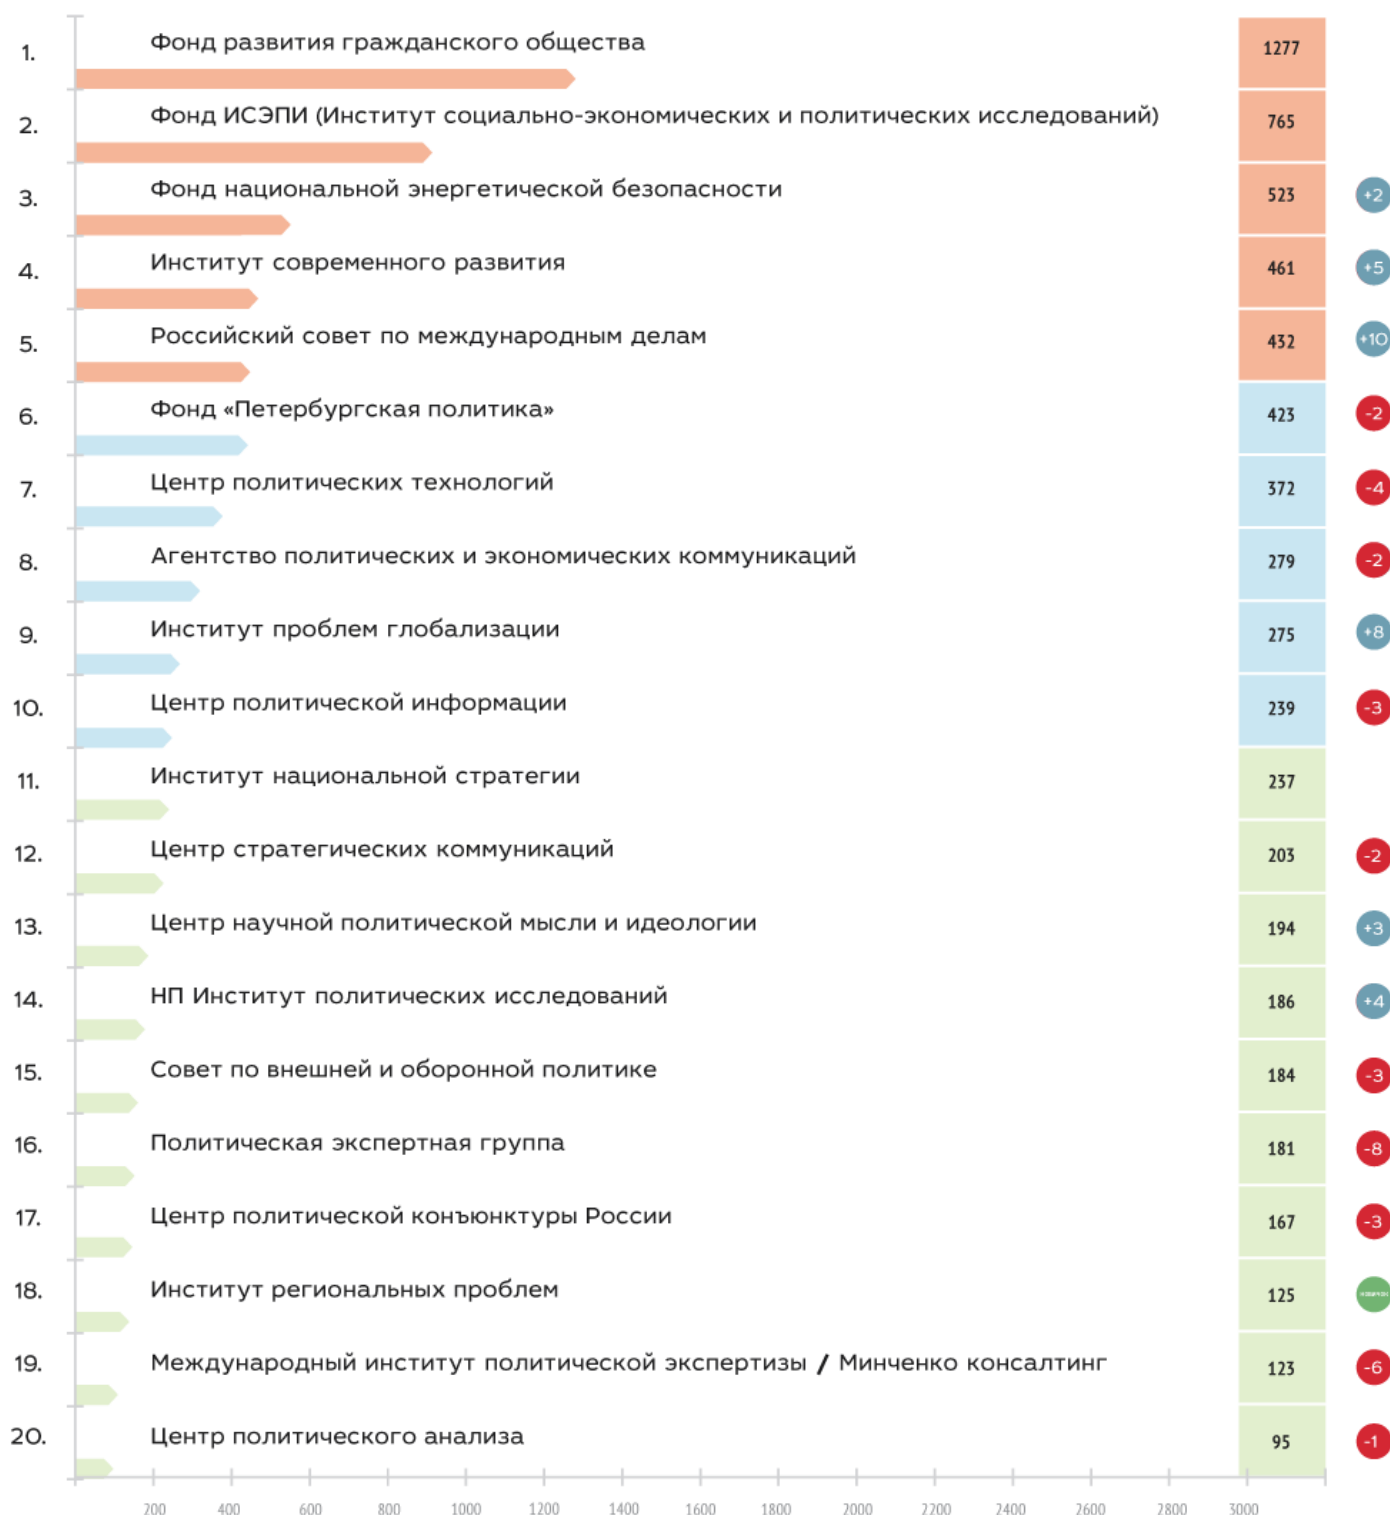 1. Фонд развития гражданского общества 1277
2. Фонд ИСЭПИ (Институт социально-экономических и политических исследований) 765
3. Фонд национальной энергетической безопасности 523 +2
4. Институт современного развития 461 +5
5. Российский совет по международным делам 432 +10
6. Фонд «Петербургская политика» 423 -2
7. Центр политических технологий 372 -4
8. Агентство политических и экономических коммуникаций 279 -2
9. Институт проблем глобализации 275 +8
10. Центр политической информации 239 -3
11. Институт национальной стратегии 237
12. Центр стратегических коммуникаций 203 -2
13. Центр научной политической мысли и идеологии 194 +3
14. НП Институт политических исследований 186 +4
15. Совет по внешней и оборонной политике 184 -3
16. Политическая экспертная группа 181 -8
17. Центр политической конъюнктуры России 167 -3
18. Институт региональных проблем 125
19. Международный институт политической экспертизы / Минченко консалтинг 123 -6
20. Центр политического анализа 95 -1
200 400 600 800 1000 1200 1400 1600 1800 2000 2200 2400 2600 2800 3000